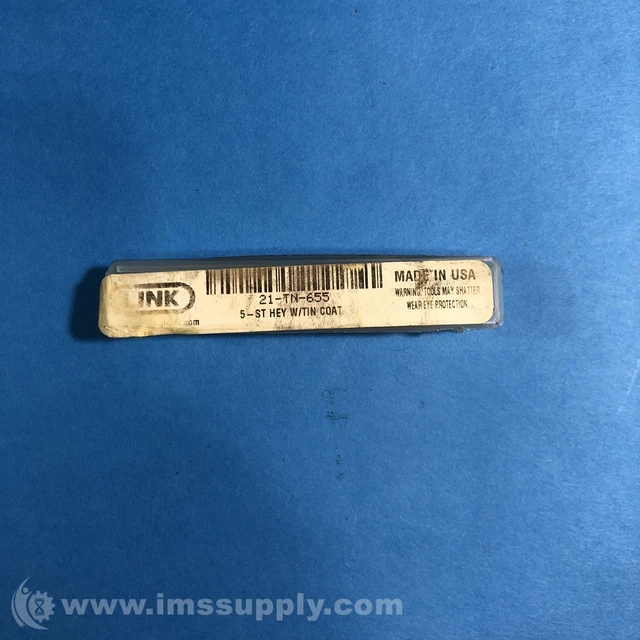 INK
MADE IN USA
21-TN-655
WARNING: TOOLS MAY SHATTER
5-ST HEY W/TIN COAT
WEAR EYE PROTECTION
com
www.imssupply.com